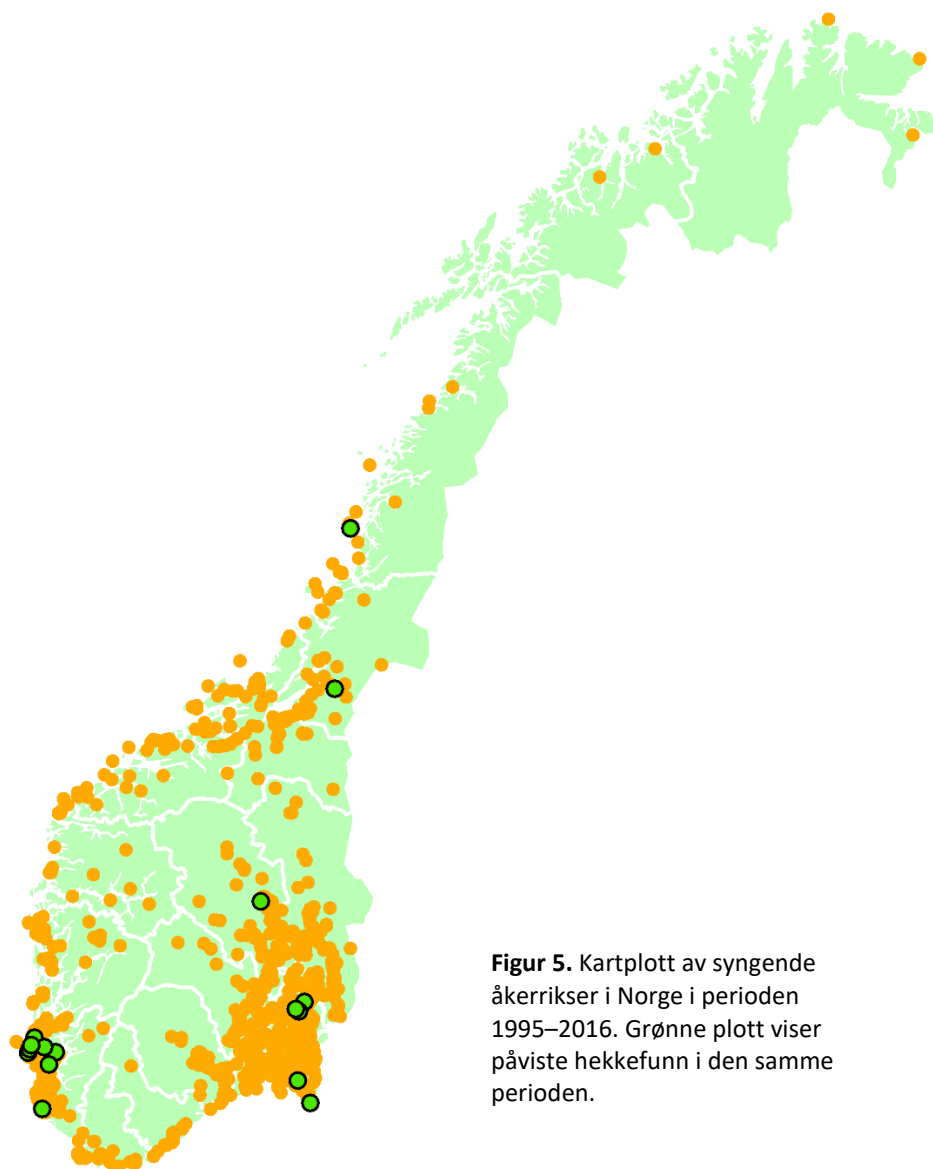 Figur 5. Kartplott av syngende
åkerrikser i Norge i perioden
1995–2016. Grønne plott viser
påviste hekkefunn i den samme
perioden.